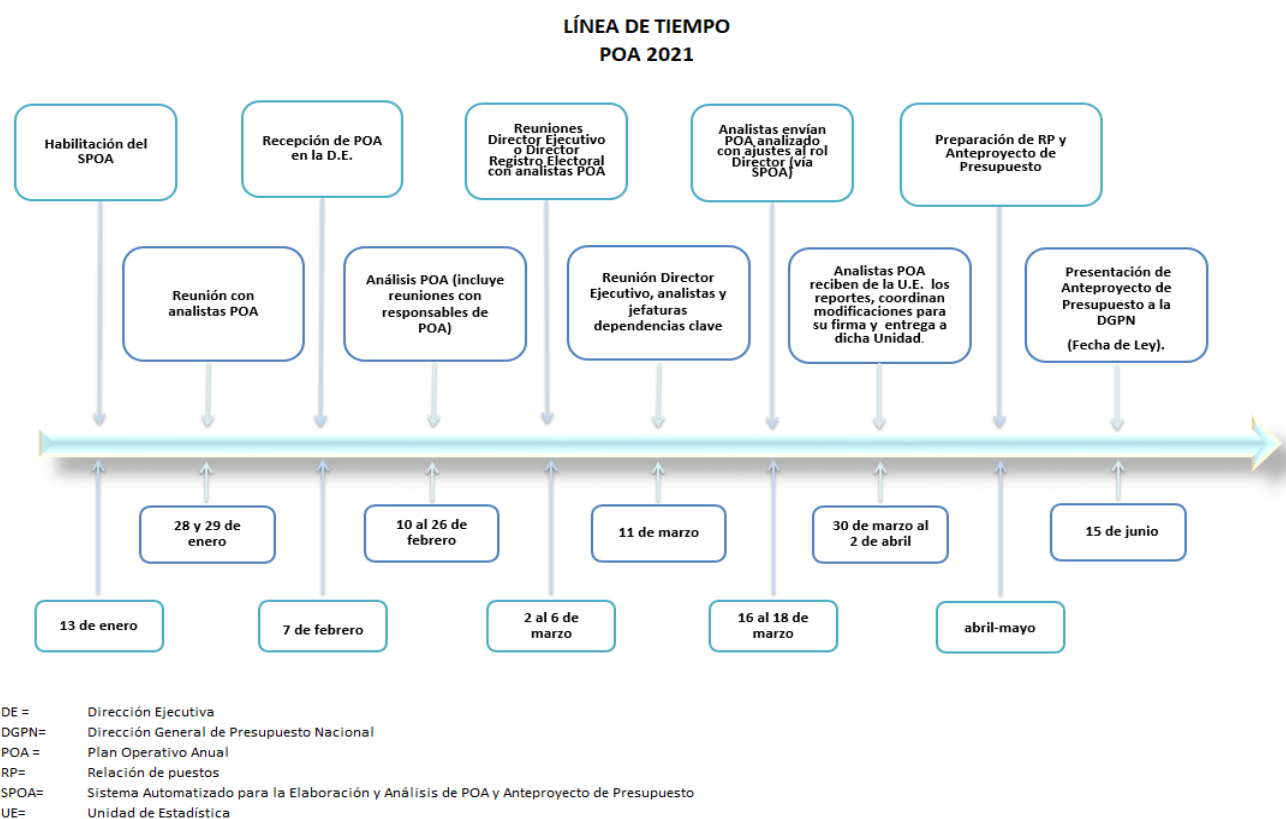 LÍNEA DE TIEMPO
POA 2021
Habilitación del
SPOA
Recepción de POA
en la D.E.
Reuniones
Director Ejecutivo
o Director
Registro Electoral
con analistas POA
Analistas envían
POA analizado
con ajustes al rol
Director (vía
SPOA)
Preparación de RP y
Anteproyecto de
Presupuesto
Reunión con
analistas POA
Análisis POA (incluye
reuniones con
responsables de
POA)
Reunión Director
Ejecutivo, analistas y
jefaturas
dependencias clave
Analistas POA
reciben de la U.E. los
reportes, coordinan
modificaciones para
su firma y entrega a
dicha Unidad.
Presentación de
Anteproyecto de
Presupuesto a la
DGPN
(Fecha de Ley).
28 y 29 de
enero
10 al 26 de
febrero
11 de marzo
30 de marzo al
2 de abril
15 de junio
13 de enero
7 de febrero
2 al 6 de
marzo
16 al 18 de
marzo
abril-mayo
DE = Dirección Ejecutiva
DGPN= Dirección General de Presupuesto Nacional
POA = Plan Operativo Anual
RP= Relación de puestos
SPOA= Sistema Automatizado para la Elaboración y Análisis de POA y Anteproyecto de Presupuesto
UE= Unidad de Estadística